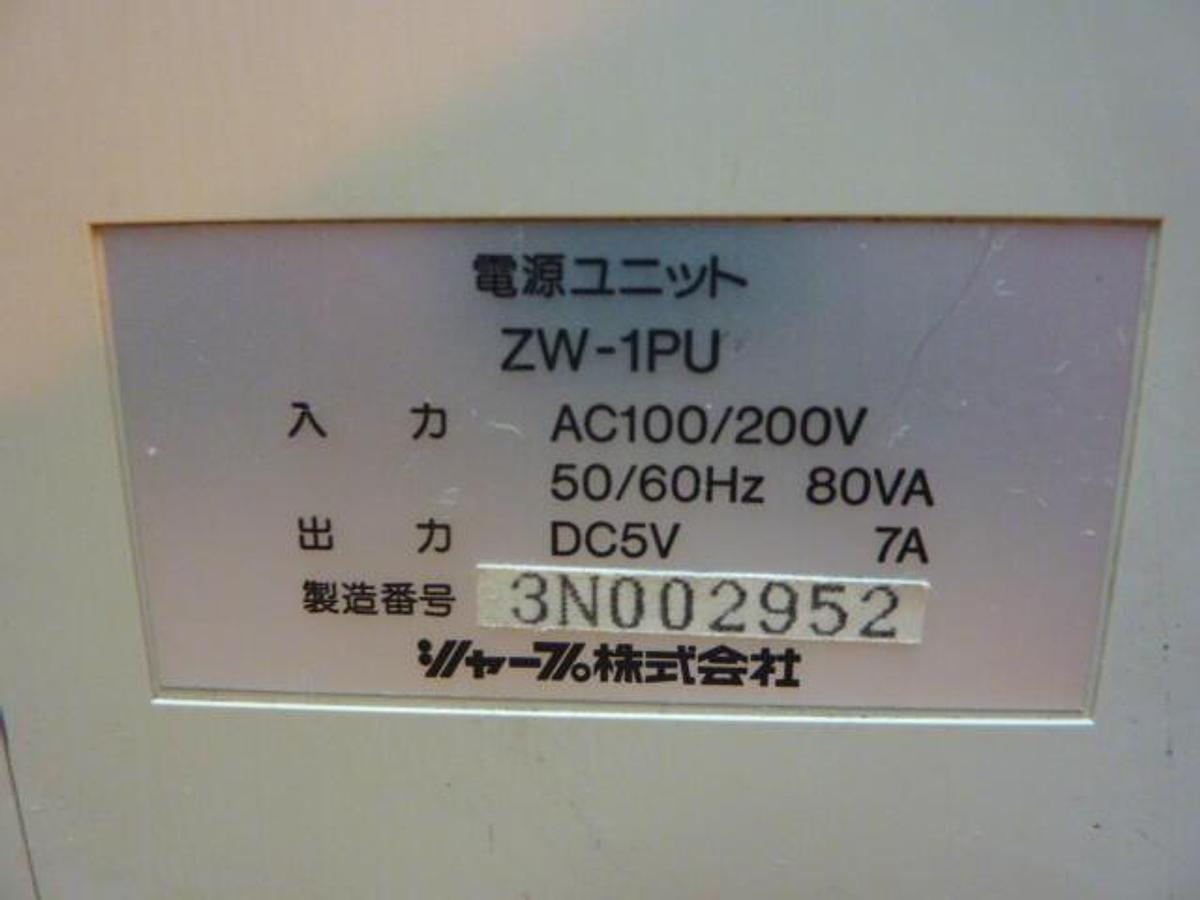 電源ユニット
ZW-1PU
入力 AC100/200V
50/60Hz 80VA
出力 DC5V 7A
製造番号 3N002952
シャープ株式会社